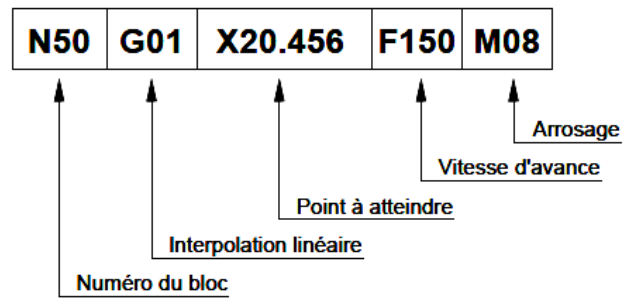 N50 G01 X20.456 F150 M08
Arrosage
Vitesse d'avance
Point à atteindre
Interpolation linéaire
Numéro du bloc